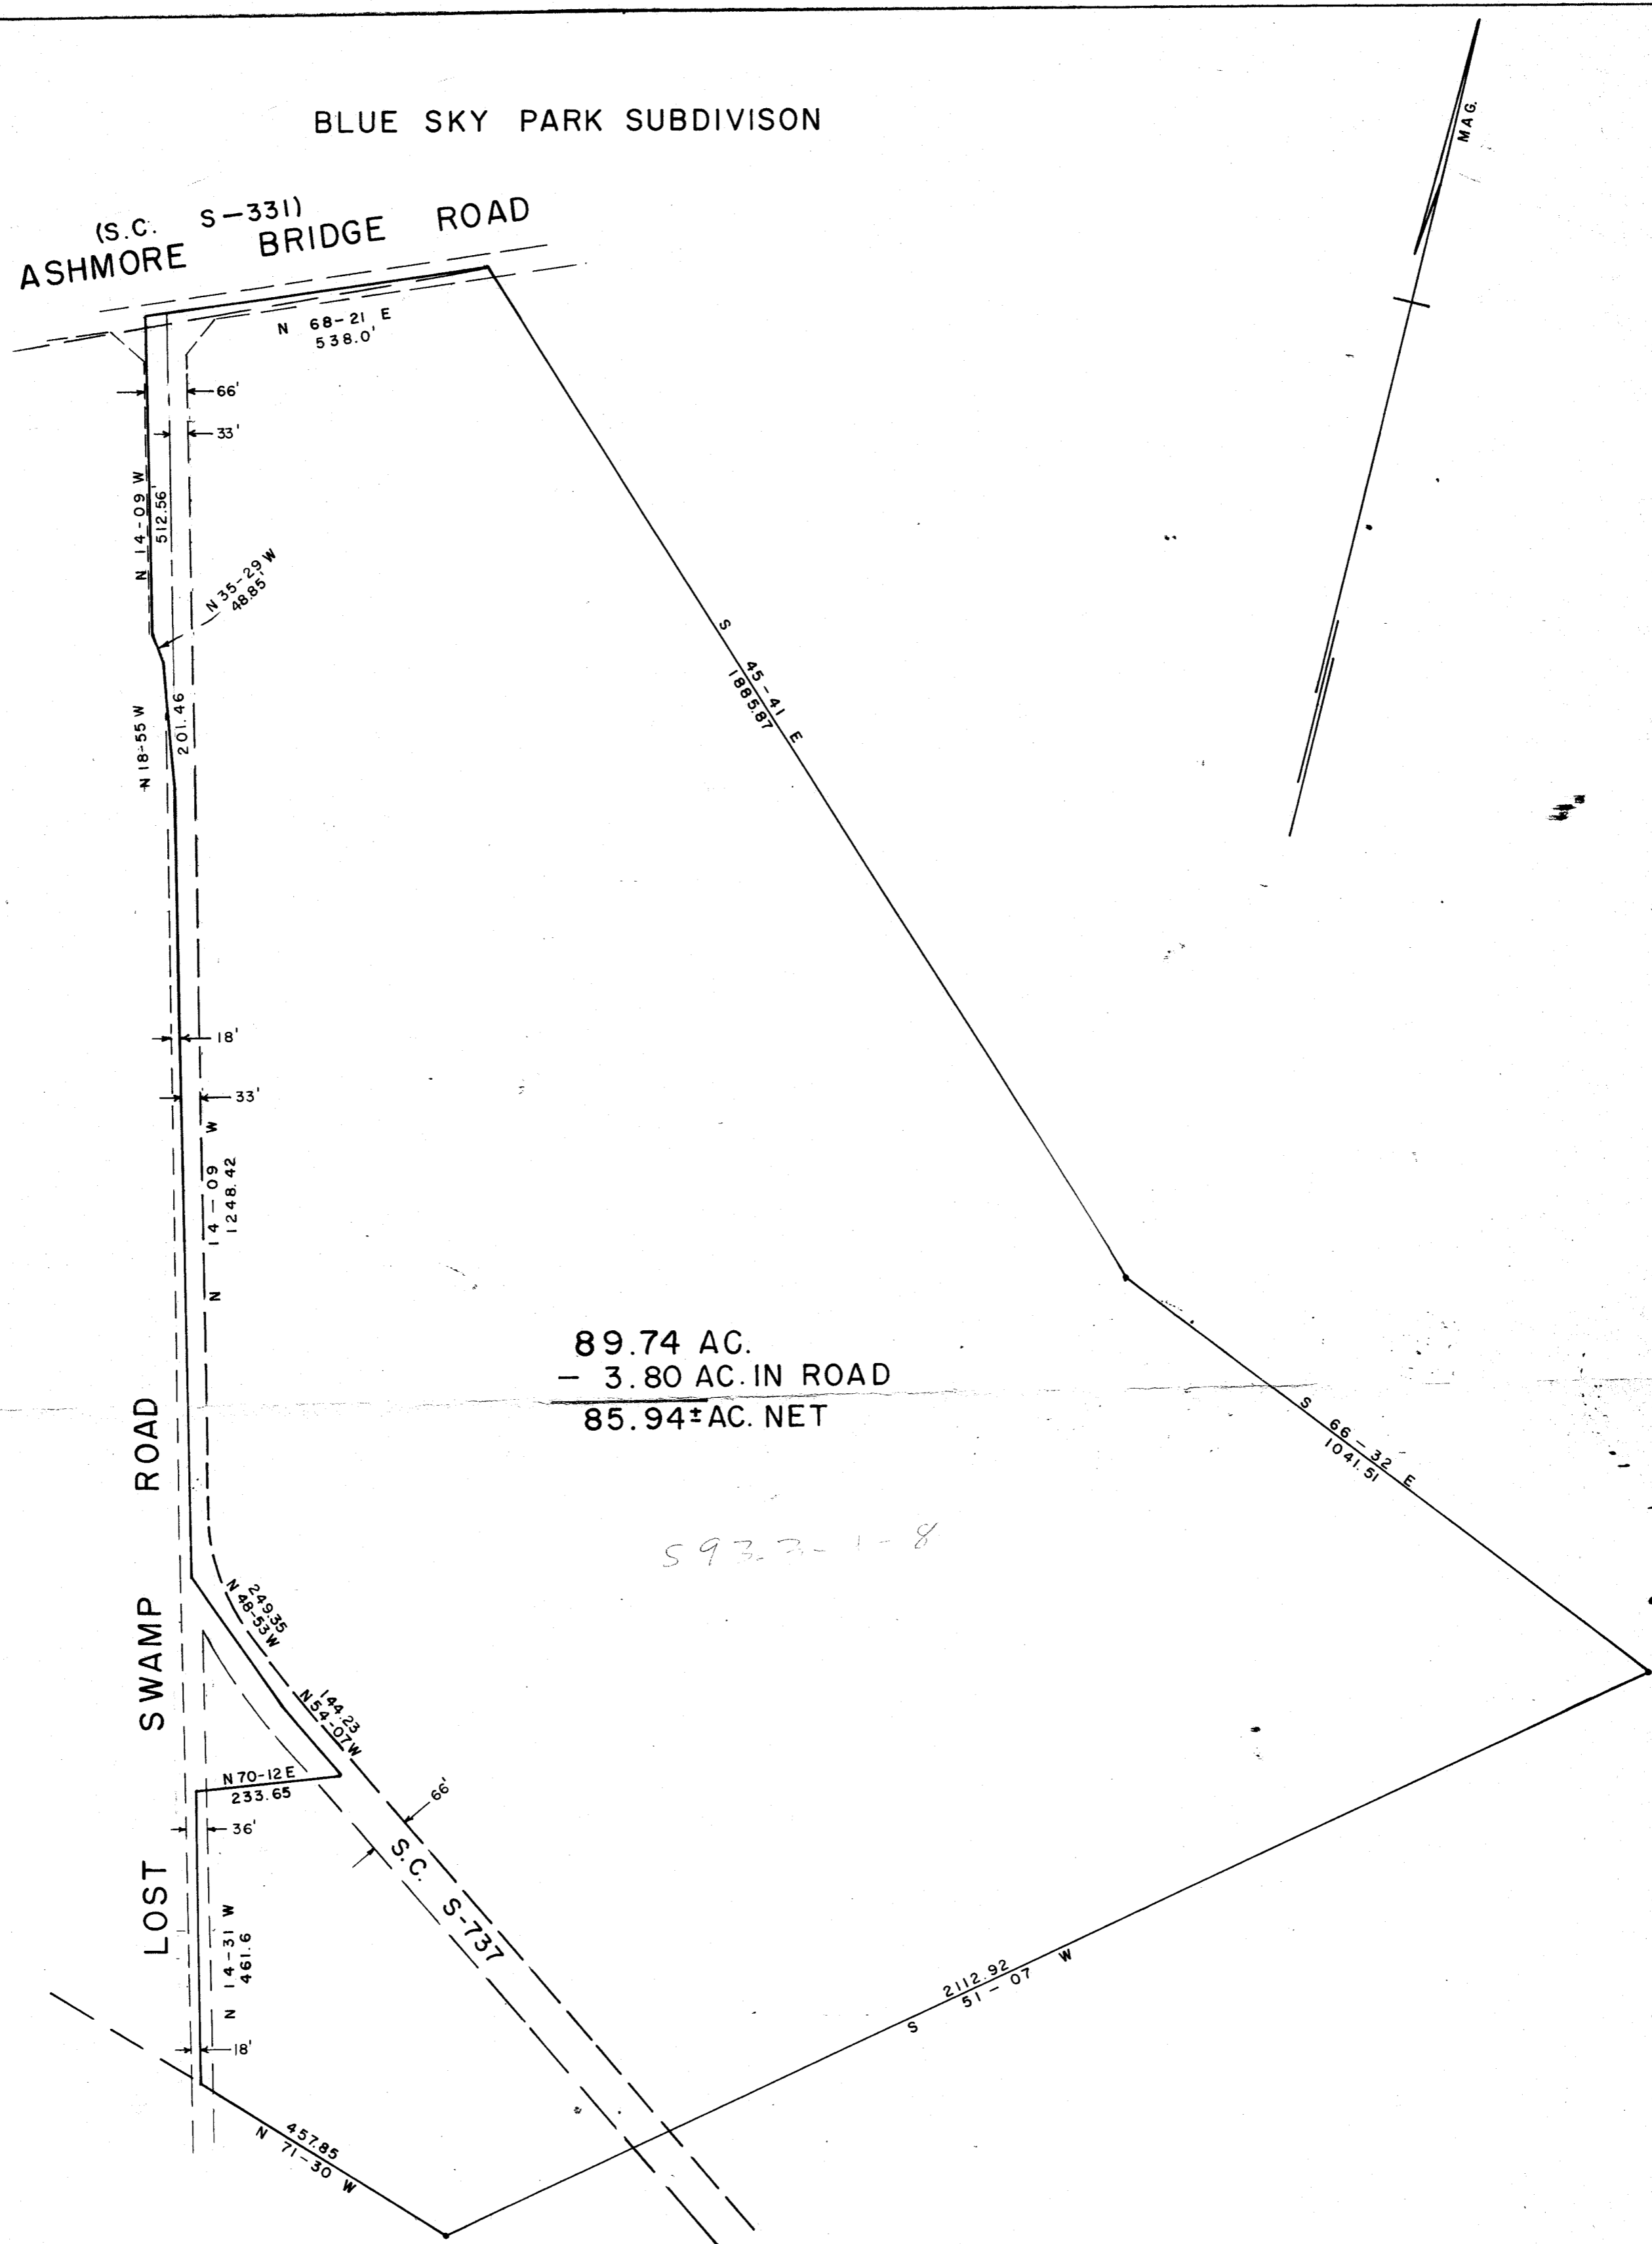 BLUE SKY PARK SUBDIVISON
MAG.
(S.C. S-331)
ASHMORE BRIDGE ROAD
N 68-21 E
538.0'
66'
33'
N 14-09 W
512.56'
N 35-29 W
48.85'
S 45-41 E
1885.87
N 18-55 W
201.46
18'
33'
N 14-09 W
1248.42
89.74 AC.
- 3.80 AC. IN ROAD
85.94± AC. NET
S 66-32 E
1041.51
LOST SWAMP ROAD
249.35
N 48-53 W
144.23
N 54-07 W
N 70-12 E
233.65
66'
36'
S.C. S-737
N 14-31 W
461.6
18'
2112.92
S 51-07 W
457.85
N 71-30 W